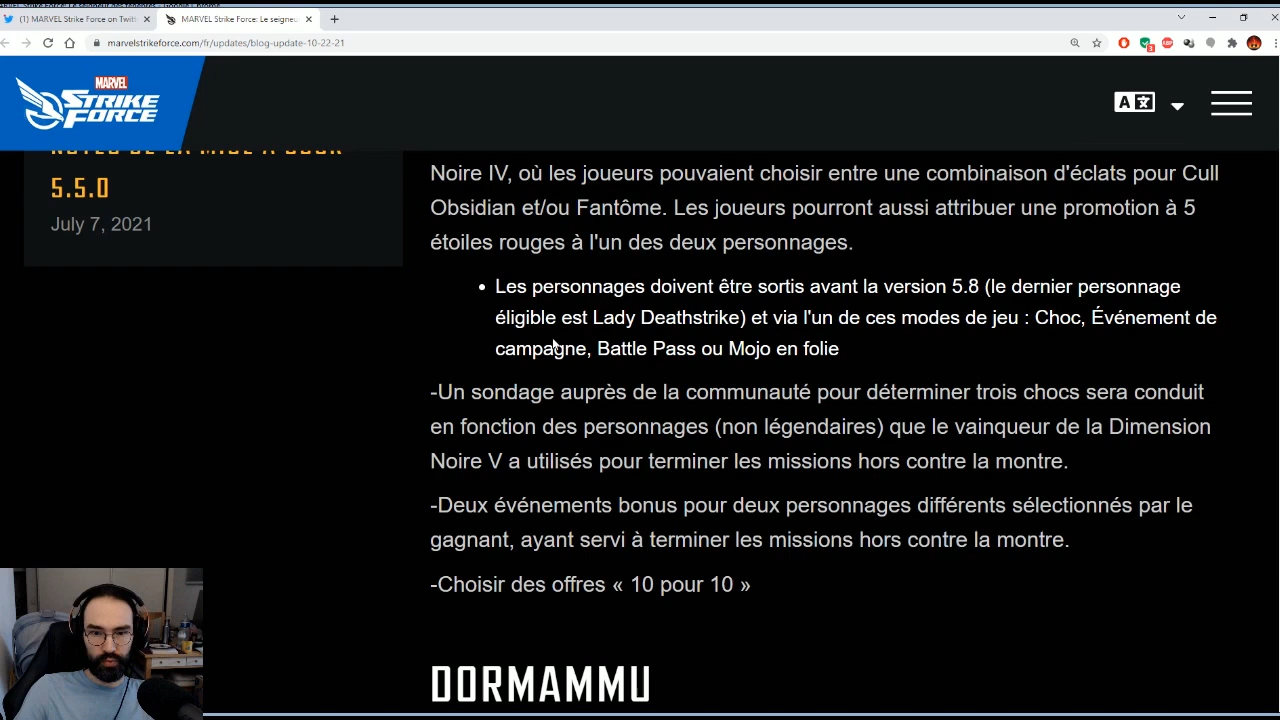 (1) MARVEL Strike Force on Twitt
MARVEL Strike Force: Le seigneu
marvelstrikeforce.com/fr/updates/blog-update-10-22-21
MARVEL
STRIKE
FORCE
NOTES DE LA MISE À JOUR
5.5.0
July 7, 2021
Noire IV, où les joueurs pouvaient choisir entre une combinaison d'éclats pour Cull
Obsidian et/ou Fantôme. Les joueurs pourront aussi attribuer une promotion à 5
étoiles rouges à l'un des deux personnages.
• Les personnages doivent être sortis avant la version 5.8 (le dernier personnage
éligible est Lady Deathstrike) et via l'un de ces modes de jeu : Choc, Événement de
campagne, Battle Pass ou Mojo en folie
-Un sondage auprès de la communauté pour déterminer trois chocs sera conduit
en fonction des personnages (non légendaires) que le vainqueur de la Dimension
Noire V a utilisés pour terminer les missions hors contre la montre.
-Deux événements bonus pour deux personnages différents sélectionnés par le
gagnant, ayant servi à terminer les missions hors contre la montre.
-Choisir des offres « 10 pour 10 »
DORMAMMU